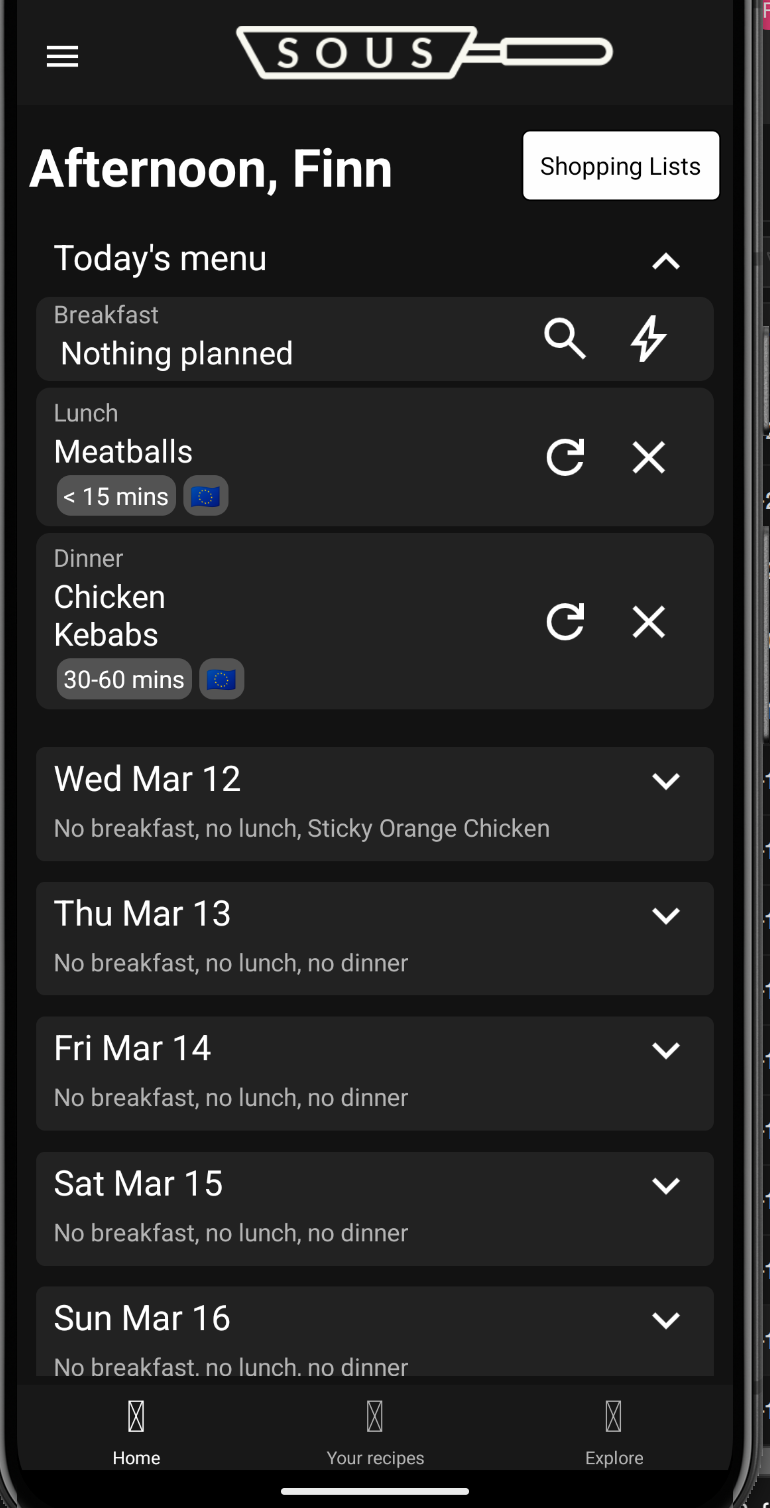 SOUS
Afternoon, Finn
Shopping Lists
Today's menu
Breakfast
Nothing planned
Lunch
Meatballs
< 15 mins
Dinner
Chicken
Kebabs
30-60 mins
Wed Mar 12
No breakfast, no lunch, Sticky Orange Chicken
Thu Mar 13
No breakfast, no lunch, no dinner
Fri Mar 14
No breakfast, no lunch, no dinner
Sat Mar 15
No breakfast, no lunch, no dinner
Sun Mar 16
No breakfast, no lunch, no dinner
Home
Your recipes
Explore